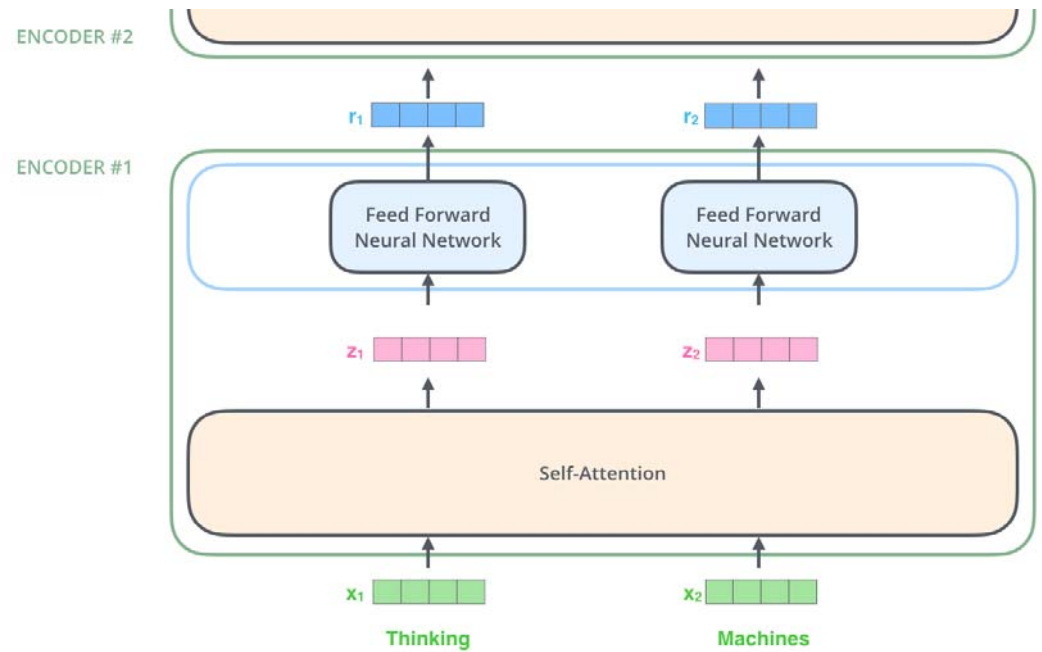 ENCODER #2
r1
r2
ENCODER #1
Feed Forward
Neural Network
Feed Forward
Neural Network
z1
z2
Self-Attention
x1
x2
Thinking
Machines